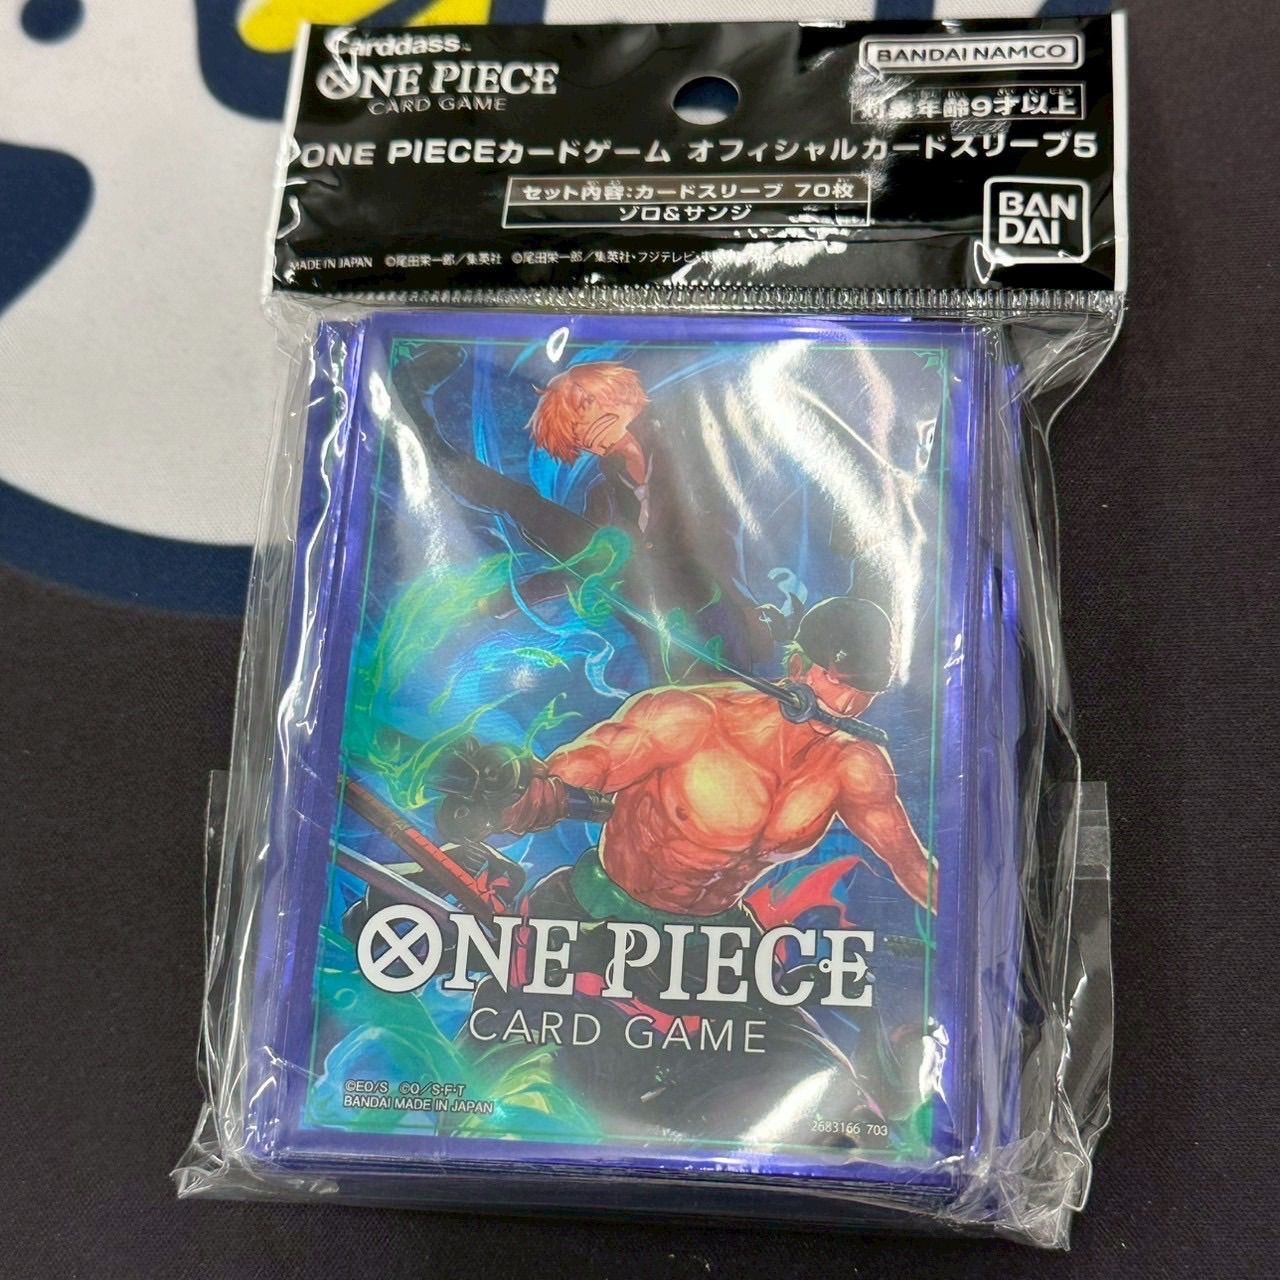 Carddass
ONE PIECE
CARD GAME
BANDAI NAMCO
対象年齢9才以上
ONE PIECEカードゲーム オフィシャルカードスリーブ5
セット内容:カードスリーブ 70枚
ゾロ&サンジ
BAN
DAI
MADE IN JAPAN ©尾田栄一郎/集英社 ©尾田栄一郎/集英社・フジテレビ・
ONE PIECE
CARD GAME
©EO/S ©O/S・F・T
BANDAI MADE IN JAPAN
2683166 703